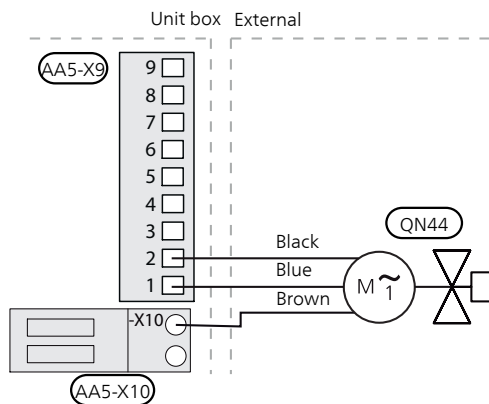 Unit box External
AA5-X9
9
8
7
6
5
4
3
2
1
Black
Blue
Brown
QN44
M ~ 1
-X10
AA5-X10